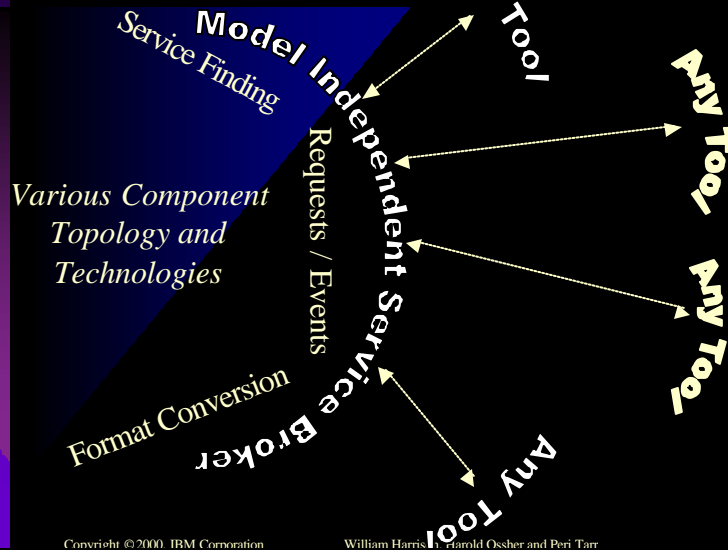 Model Independent Service Broker
Service Finding
Requests / Events
Format Conversion
Various Component
Topology and
Technologies
Tool
Any Tool
Any Tool
Any Tool
Copyright © 2000, IBM Corporation
William Harrison, Harold Ossher and Peri Tarr